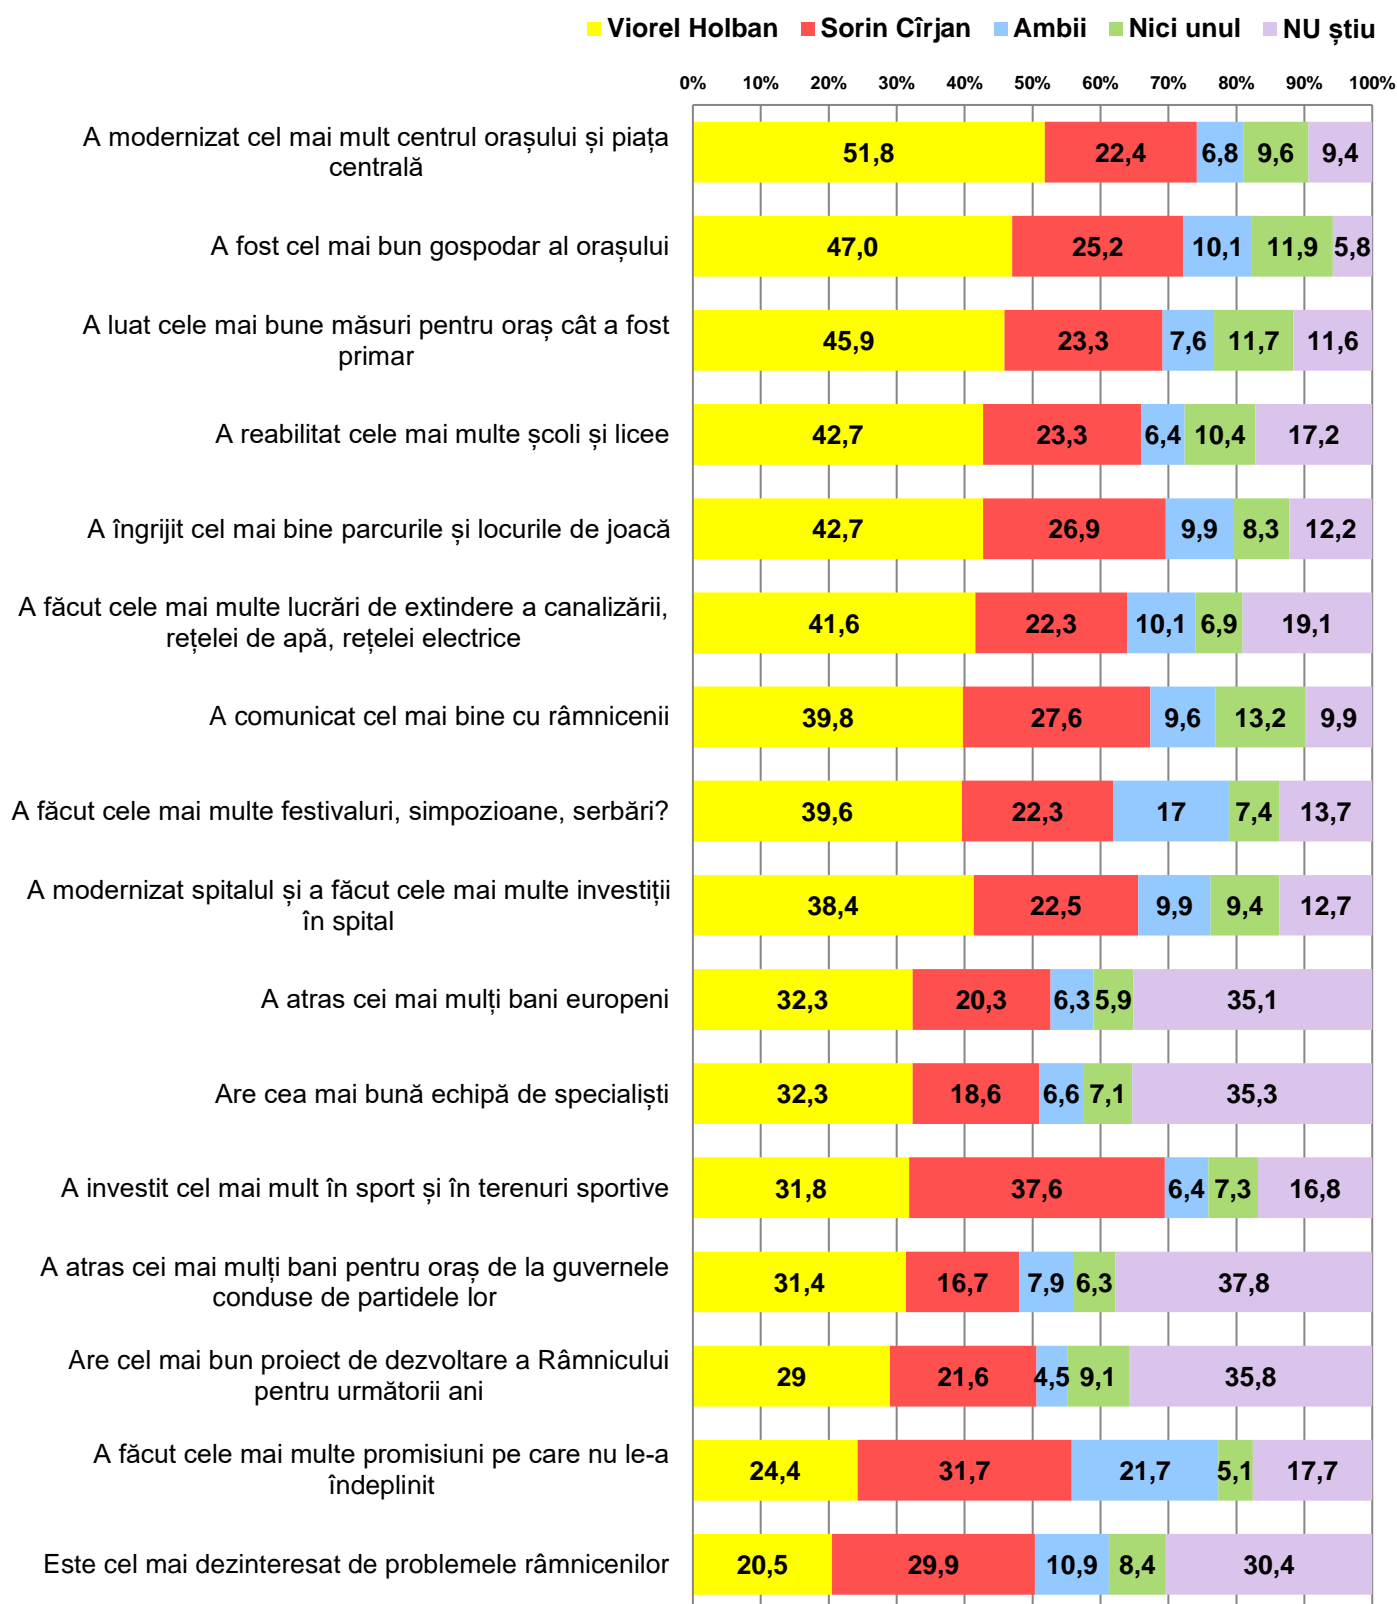 Viorel Holban Sorin Cîrjan Ambii Nici unul NU știu
0% 10% 20% 30% 40% 50% 60% 70% 80% 90% 100%
A modernizat cel mai mult centrul orașului și piața
centrală
51,8 22,4 6,8 9,6 9,4
A fost cel mai bun gospodar al orașului
47,0 25,2 10,1 11,9 5,8
A luat cele mai bune măsuri pentru oraș cât a fost
primar
45,9 23,3 7,6 11,7 11,6
A reabilitat cele mai multe școli și licee
42,7 23,3 6,4 10,4 17,2
A îngrijit cel mai bine parcurile și locurile de joacă
42,7 26,9 9,9 8,3 12,2
A făcut cele mai multe lucrări de extindere a canalizării,
rețelei de apă, rețelei electrice
41,6 22,3 10,1 6,9 19,1
A comunicat cel mai bine cu râmnicenii
39,8 27,6 9,6 13,2 9,9
A făcut cele mai multe festivaluri, simpozioane, serbări?
39,6 22,3 17 7,4 13,7
A modernizat spitalul și a făcut cele mai multe investiții
în spital
38,4 22,5 9,9 9,4 12,7
A atras cei mai mulți bani europeni
32,3 20,3 6,3 5,9 35,1
Are cea mai bună echipă de specialiști
32,3 18,6 6,6 7,1 35,3
A investit cel mai mult în sport și în terenuri sportive
31,8 37,6 6,4 7,3 16,8
A atras cei mai mulți bani pentru oraș de la guvernele
conduse de partidele lor
31,4 16,7 7,9 6,3 37,8
Are cel mai bun proiect de dezvoltare a Râmnicului
pentru următorii ani
29 21,6 4,5 9,1 35,8
A făcut cele mai multe promisiuni pe care nu le-a
îndeplinit
24,4 31,7 21,7 5,1 17,7
Este cel mai dezinteresat de problemele râmnicenilor
20,5 29,9 10,9 8,4 30,4